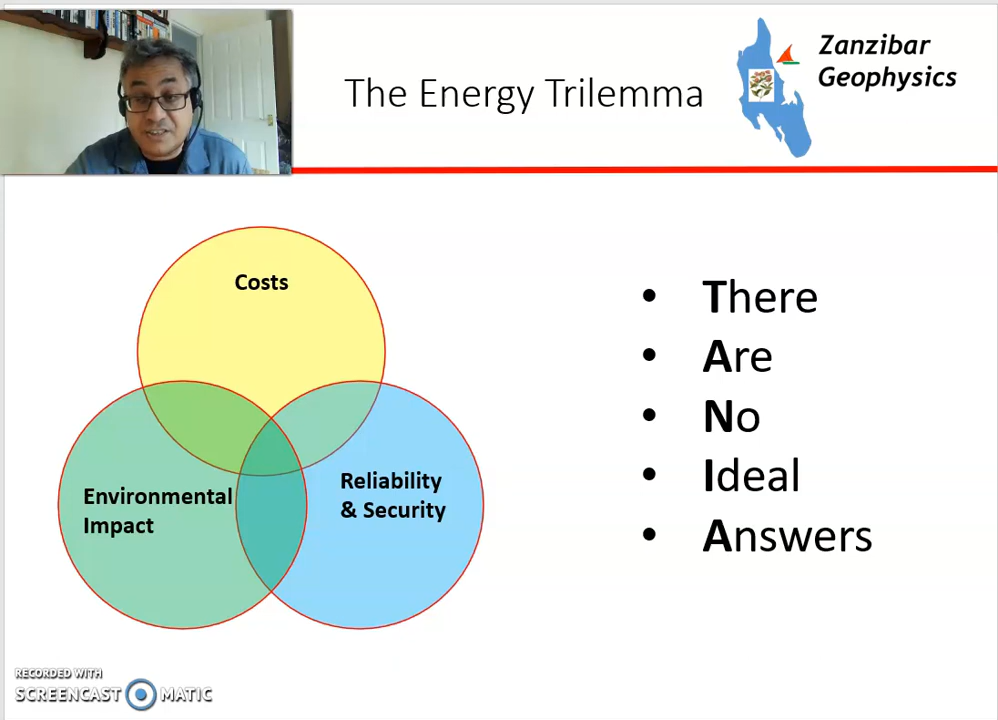 The Energy Trilemma
Zanzibar
Geophysics
Costs
Environmental
Impact
Reliability
& Security
• There
• Are
• No
• Ideal
• Answers
RECORDED WITH
SCREENCAST MATIC